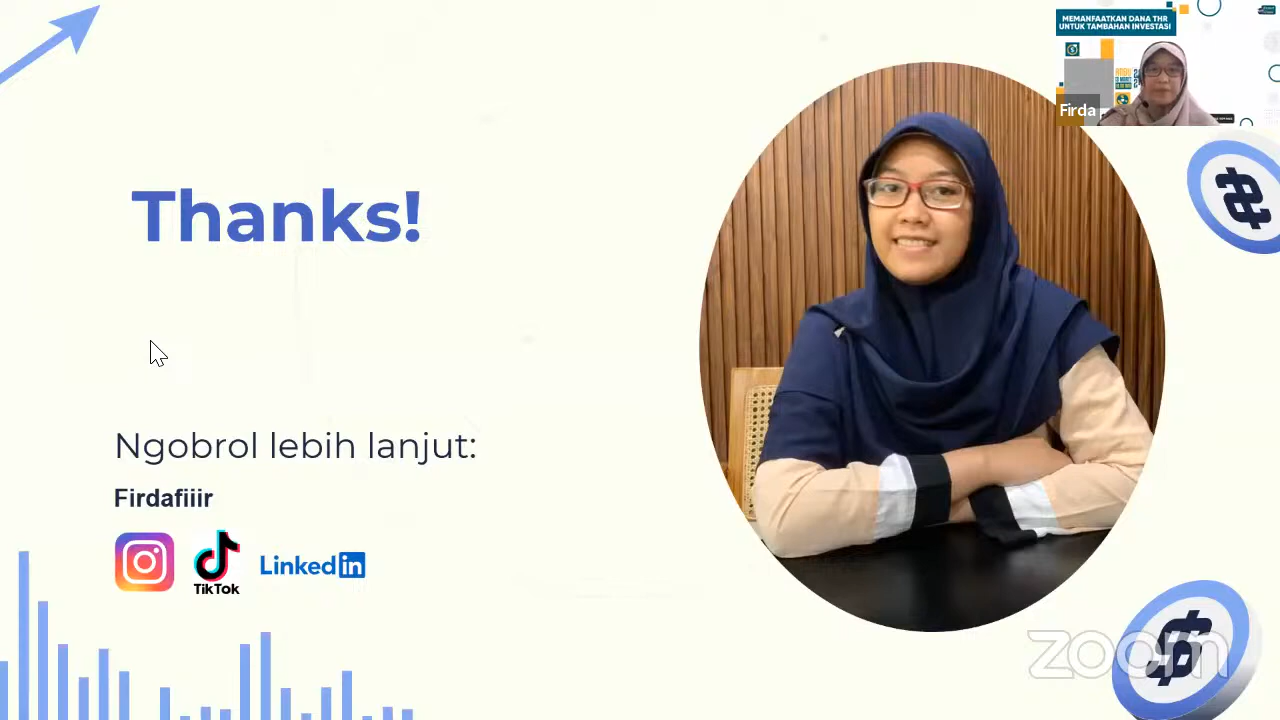 MEMANFAATKAN DANA THR
UNTUK TAMBAHAN INVESTASI
Firda
Thanks!
Ngobrol lebih lanjut:
Firdafiiir
TikTok
Linkedin
zoom